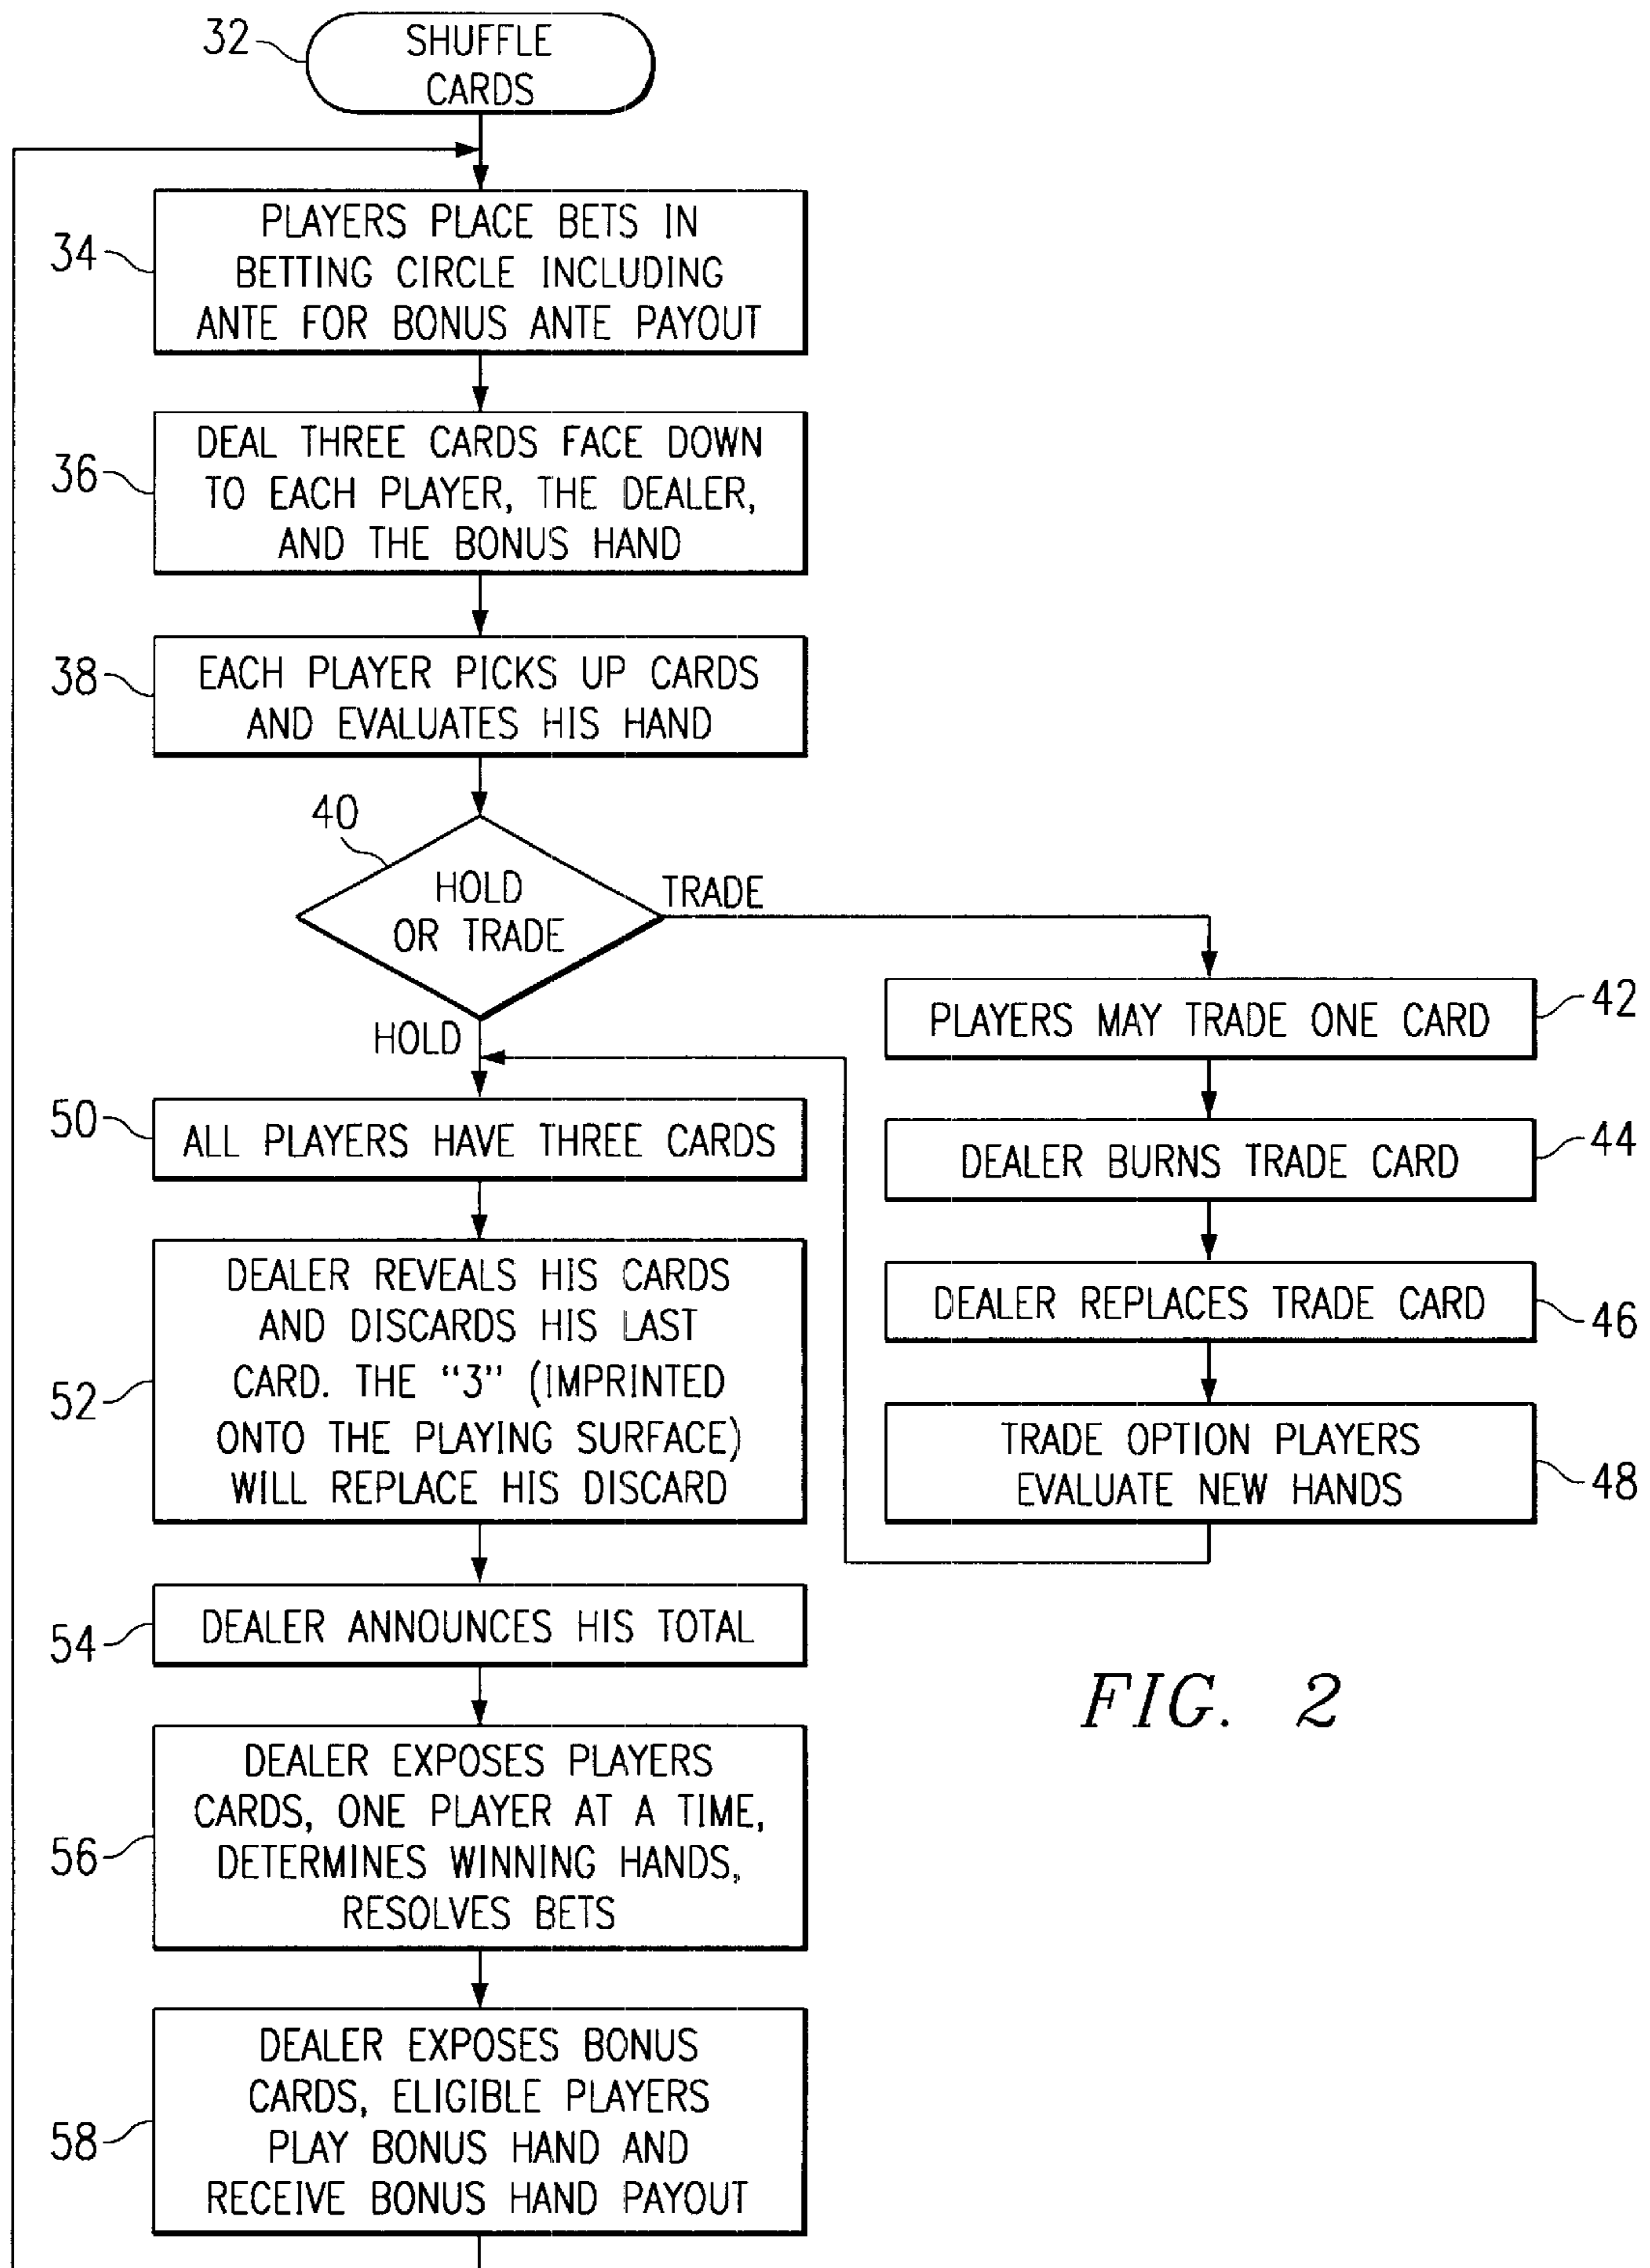 32
SHUFFLE
CARDS
34
PLAYERS PLACE BETS IN
BETTING CIRCLE INCLUDING
ANTE FOR BONUS ANTE PAYOUT
36
DEAL THREE CARDS FACE DOWN
TO EACH PLAYER, THE DEALER,
AND THE BONUS HAND
38
EACH PLAYER PICKS UP CARDS
AND EVALUATES HIS HAND
40
HOLD
OR TRADE
TRADE
HOLD
42
PLAYERS MAY TRADE ONE CARD
44
DEALER BURNS TRADE CARD
46
DEALER REPLACES TRADE CARD
48
TRADE OPTION PLAYERS
EVALUATE NEW HANDS
50
ALL PLAYERS HAVE THREE CARDS
52
DEALER REVEALS HIS CARDS
AND DISCARDS HIS LAST
CARD. THE “3” (IMPRINTED
ONTO THE PLAYING SURFACE)
WILL REPLACE HIS DISCARD
54
DEALER ANNOUNCES HIS TOTAL
56
DEALER EXPOSES PLAYERS
CARDS, ONE PLAYER AT A TIME,
DETERMINES WINNING HANDS,
RESOLVES BETS
58
DEALER EXPOSES BONUS
CARDS, ELIGIBLE PLAYERS
PLAY BONUS HAND AND
RECEIVE BONUS HAND PAYOUT
FIG. 2